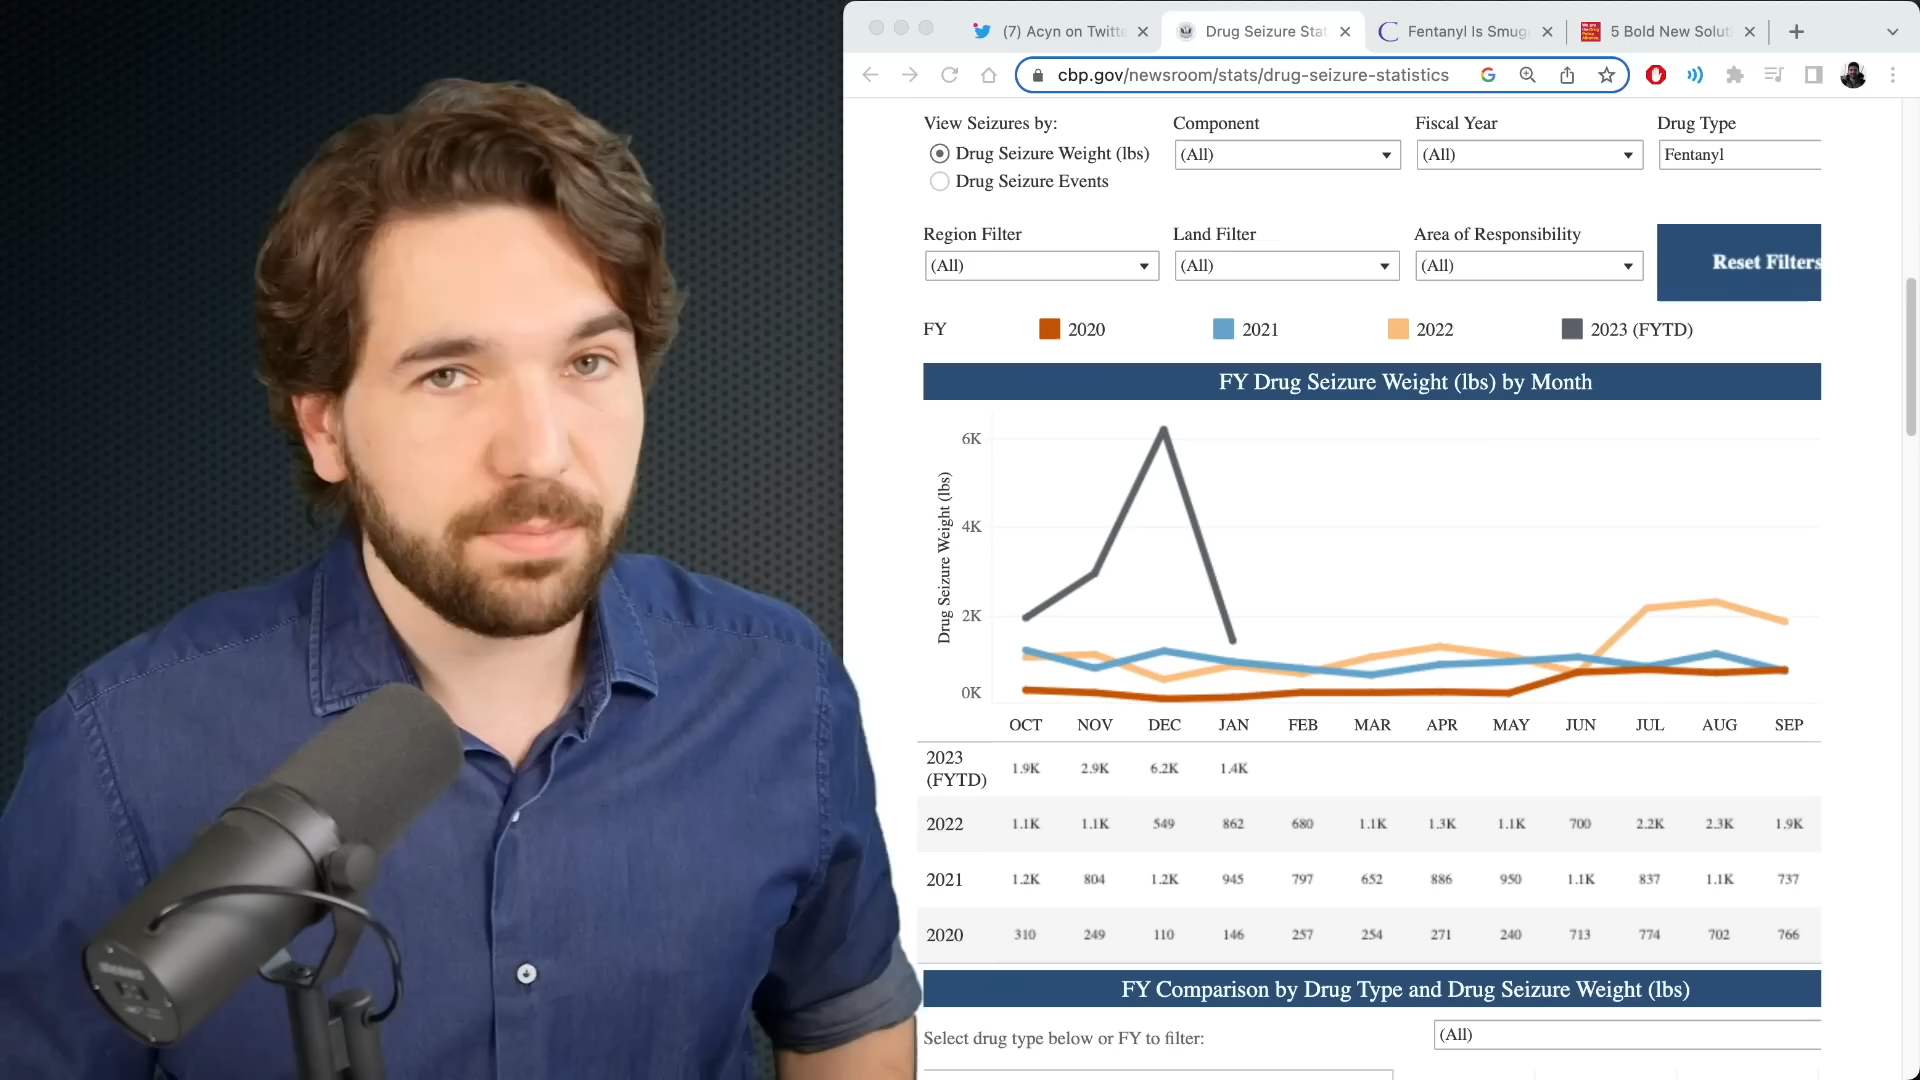 (7) Acyn on Twitte
Drug Seizure Stat
Fentanyl Is Smug
5 Bold New Soluti
cbp.gov/newsroom/stats/drug-seizure-statistics
View Seizures by:
Component
Fiscal Year
Drug Type
Drug Seizure Weight (lbs)
(All)
(All)
Fentanyl
Drug Seizure Events
Region Filter
Land Filter
Area of Responsibility
(All)
(All)
(All)
Reset Filters
FY
2020
2021
2022
2023 (FYTD)
FY Drug Seizure Weight (lbs) by Month
Drug Seizure Weight (lbs)
6K
4K
2K
0K
OCT NOV DEC JAN FEB MAR APR MAY JUN JUL AUG SEP
2023
(FYTD) 1.9K 2.9K 6.2K 1.4K
2022 1.1K 1.1K 549 862 680 1.1K 1.3K 1.1K 700 2.2K 2.3K 1.9K
2021 1.2K 804 1.2K 945 797 652 886 950 1.1K 837 1.1K 737
2020 310 249 110 146 257 254 271 240 713 774 702 766
FY Comparison by Drug Type and Drug Seizure Weight (lbs)
Select drug type below or FY to filter:
(All)